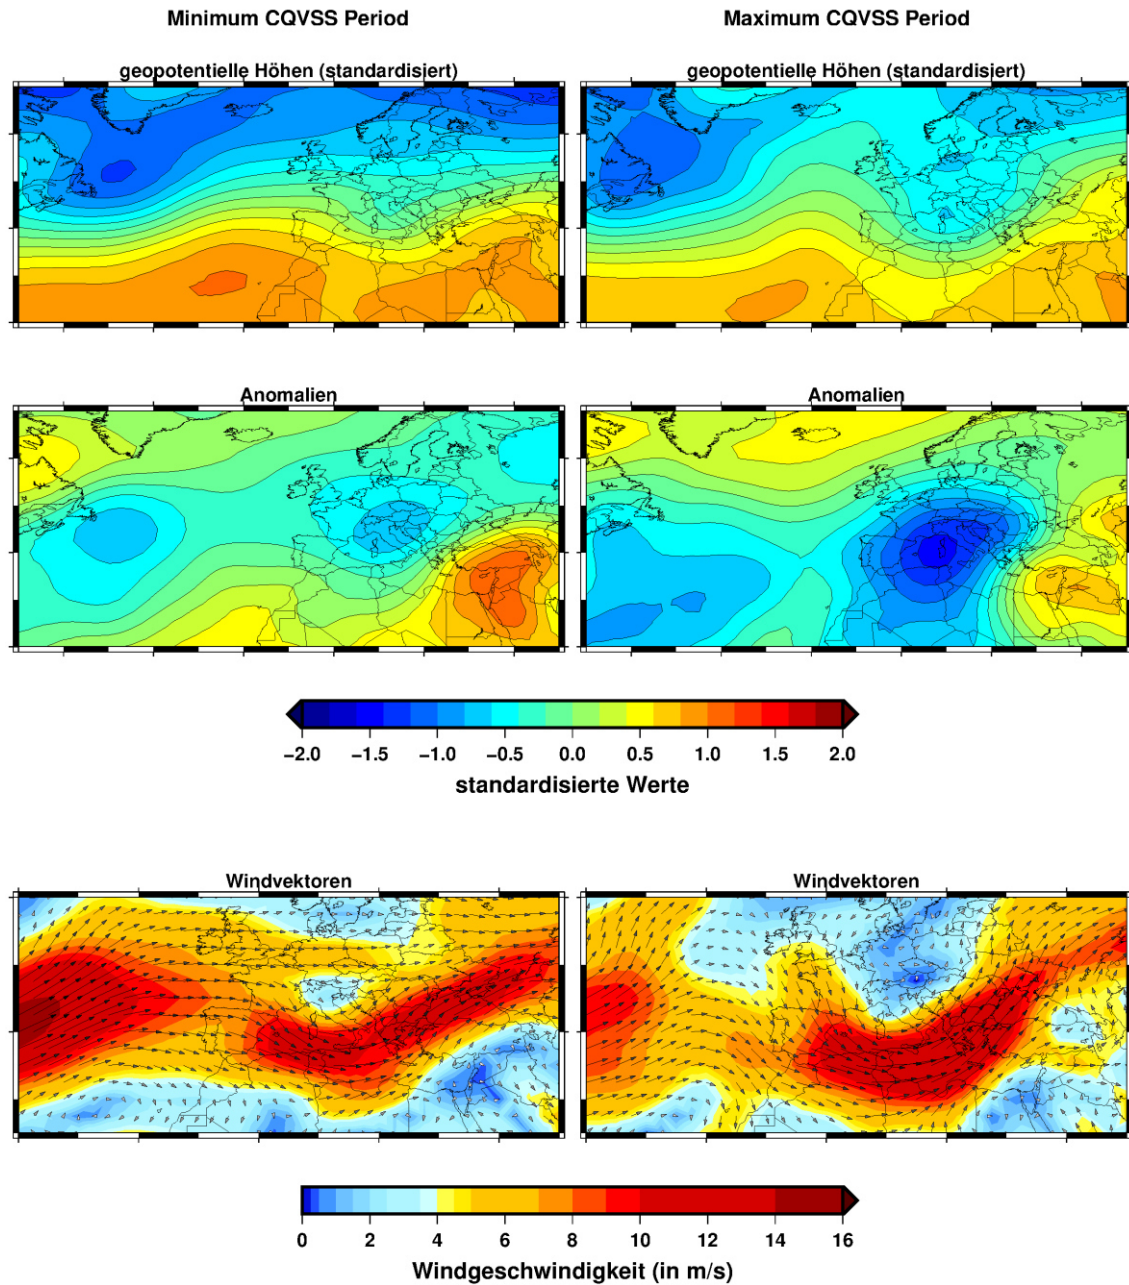 Minimum CQVSS Period
Maximum CQVSS Period
geopotentielle Höhen (standardisiert)
geopotentielle Höhen (standardisiert)
Anomalien
Anomalien
−2.0 −1.5 −1.0 −0.5 0.0 0.5 1.0 1.5 2.0
standardisierte Werte
Windvektoren
Windvektoren
0 2 4 6 8 10 12 14 16
Windgeschwindigkeit (in m/s)